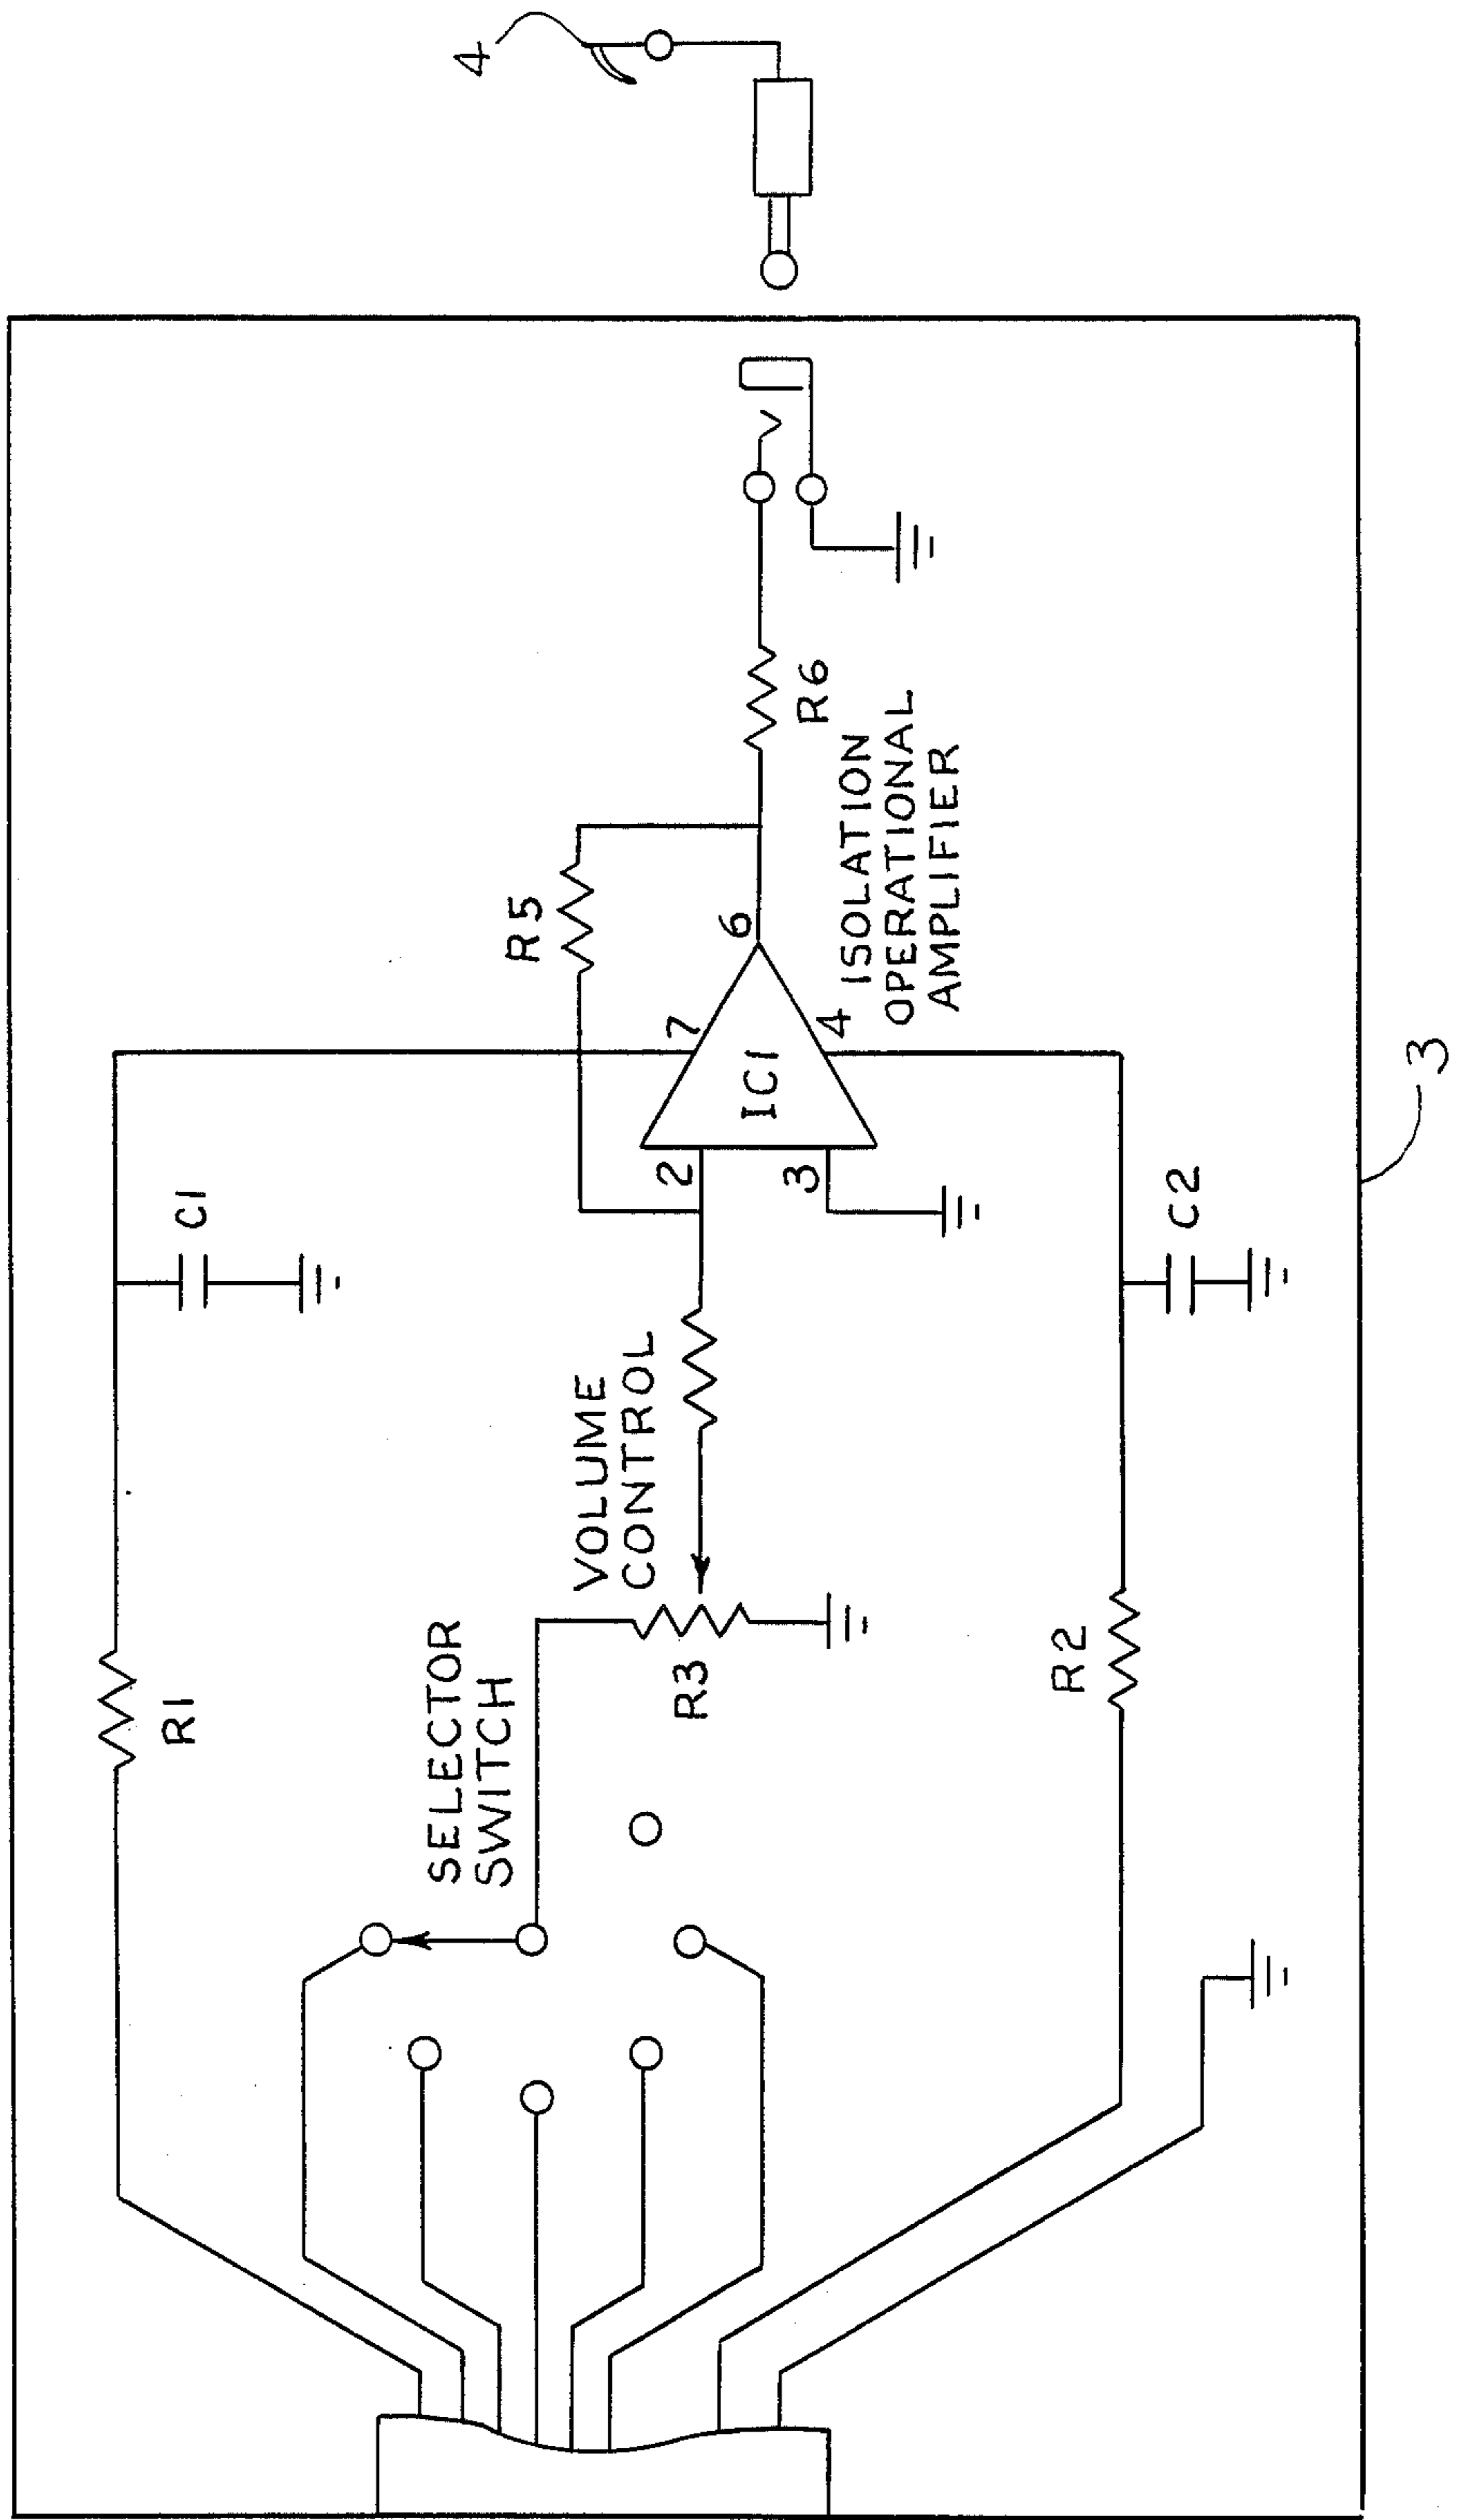 4
R1
C1
SELECTOR
SWITCH
VOLUME
CONTROL
R3
R5
2
7
6
IC1
3
4
R6
ISOLATION
OPERATIONAL
AMPLIFIER
R2
C2
3